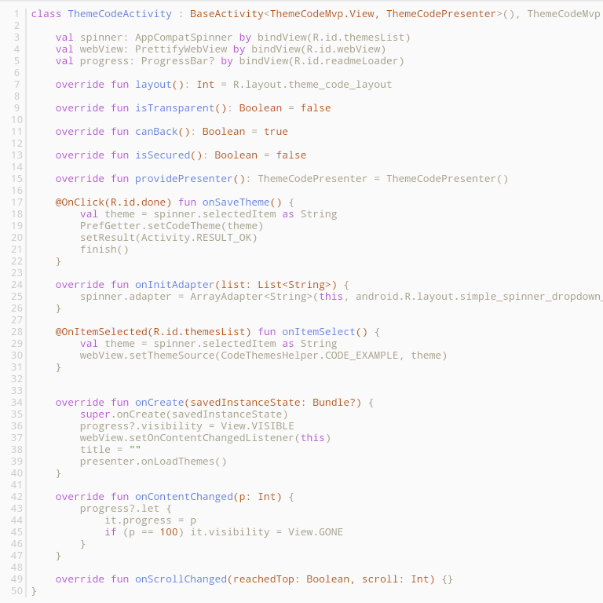 1 class ThemeCodeActivity : BaseActivity<ThemeCodeMvp.View, ThemeCodePresenter>(), ThemeCodeMvp
2
3 val spinner: AppCompatSpinner by bindView(R.id.themesList)
4 val webView: PrettifyWebView by bindView(R.id.webView)
5 val progress: ProgressBar? by bindView(R.id.readmeLoader)
6
7 override fun layout(): Int = R.layout.theme_code_layout
8
9 override fun isTransparent(): Boolean = false
10
11 override fun canBack(): Boolean = true
12
13 override fun isSecured(): Boolean = false
14
15 override fun providePresenter(): ThemeCodePresenter = ThemeCodePresenter()
16
17 @OnClick(R.id.done) fun onSaveTheme() {
18 val theme = spinner.selectedItem as String
19 PrefGetter.setCodeTheme(theme)
20 setResult(Activity.RESULT_OK)
21 finish()
22 }
23
24 override fun onInitAdapter(list: List<String>) {
25 spinner.adapter = ArrayAdapter<String>(this, android.R.layout.simple_spinner_dropdown_
26 }
27
28 @OnItemSelected(R.id.themesList) fun onItemSelect() {
29 val theme = spinner.selectedItem as String
30 webView.setThemeSource(CodeThemesHelper.CODE_EXAMPLE, theme)
31 }
32
33
34 override fun onCreate(savedInstanceState: Bundle?) {
35 super.onCreate(savedInstanceState)
36 progress?.visibility = View.VISIBLE
37 webView.setOnContentChangedListener(this)
38 title = ""
39 presenter.onLoadThemes()
40 }
41
42 override fun onContentChanged(p: Int) {
43 progress?.let {
44 it.progress = p
45 if (p == 100) it.visibility = View.GONE
46 }
47 }
48
49 override fun onScrollChanged(reachedTop: Boolean, scroll: Int) {}
50 }